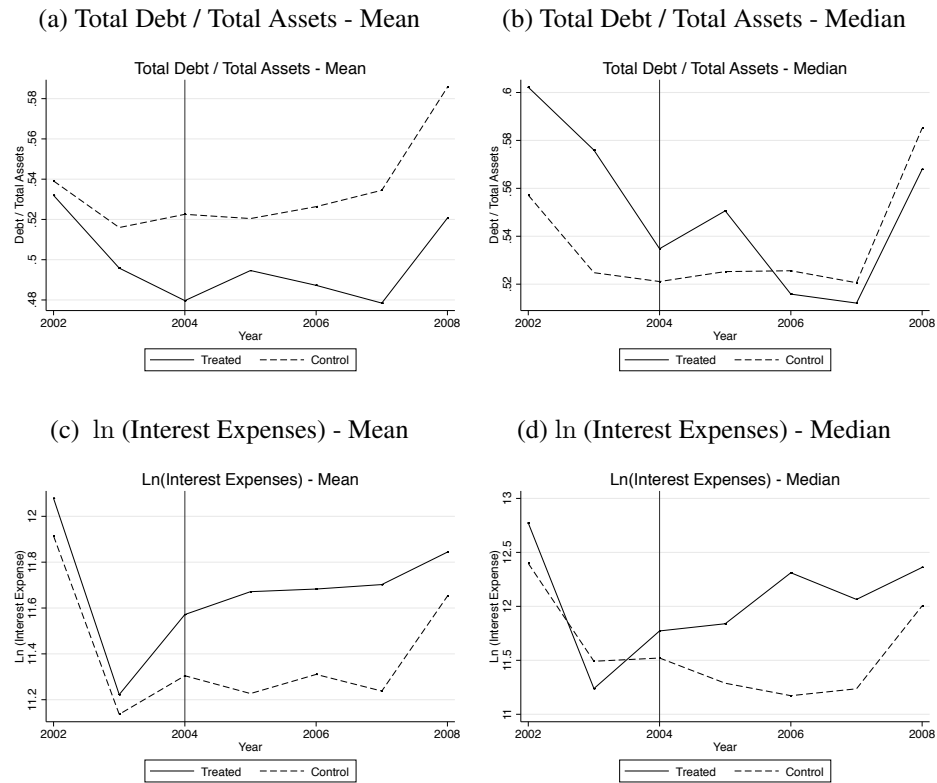 (a) Total Debt / Total Assets - Mean
Total Debt / Total Assets - Mean
Debt / Total Assets
.58
.56
.54
.52
.5
.48
2002 2004 2006 2008
Year
Treated Control
(b) Total Debt / Total Assets - Median
Total Debt / Total Assets - Median
Debt / Total Assets
.6
.58
.56
.54
.52
2002 2004 2006 2008
Year
Treated Control
(c) ln (Interest Expenses) - Mean
Ln(Interest Expenses) - Mean
Ln (Interest Expense)
12
11.8
11.6
11.4
11.2
2002 2004 2006 2008
Year
Treated Control
(d) ln (Interest Expenses) - Median
Ln(Interest Expenses) - Median
Ln (Interest Expense)
13
12.5
12
11.5
11
2002 2004 2006 2008
Year
Treated Control